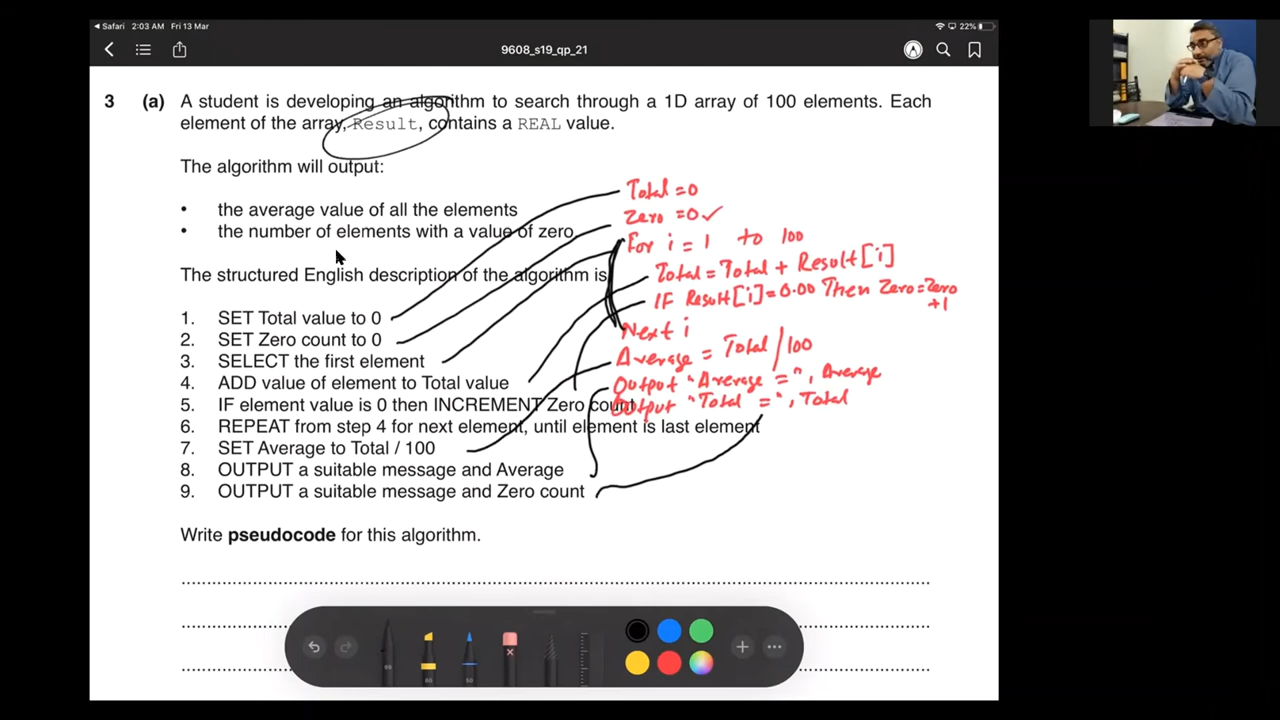 Safari 2:03 AM Fri 13 Mar
22%
9608_s19_qp_21
3 (a) A student is developing an algorithm to search through a 1D array of 100 elements. Each
element of the array, Result, contains a REAL value.
The algorithm will output:
• the average value of all the elements
• the number of elements with a value of zero.
The structured English description of the algorithm is
1. SET Total value to 0
2. SET Zero count to 0
3. SELECT the first element
4. ADD value of element to Total value
5. IF element value is 0 then INCREMENT Zero count
6. REPEAT from step 4 for next element, until element is last element
7. SET Average to Total / 100
8. OUTPUT a suitable message and Average
9. OUTPUT a suitable message and Zero count
Write pseudocode for this algorithm.
Total = 0
Zero = 0 ✓
For i = 1 to 100
Total = Total + Result[i]
IF Result[i] = 0.00 Then Zero = Zero
+1
Next i
Average = Total / 100
Output "Average = ", Average
Output "Total = ", Total